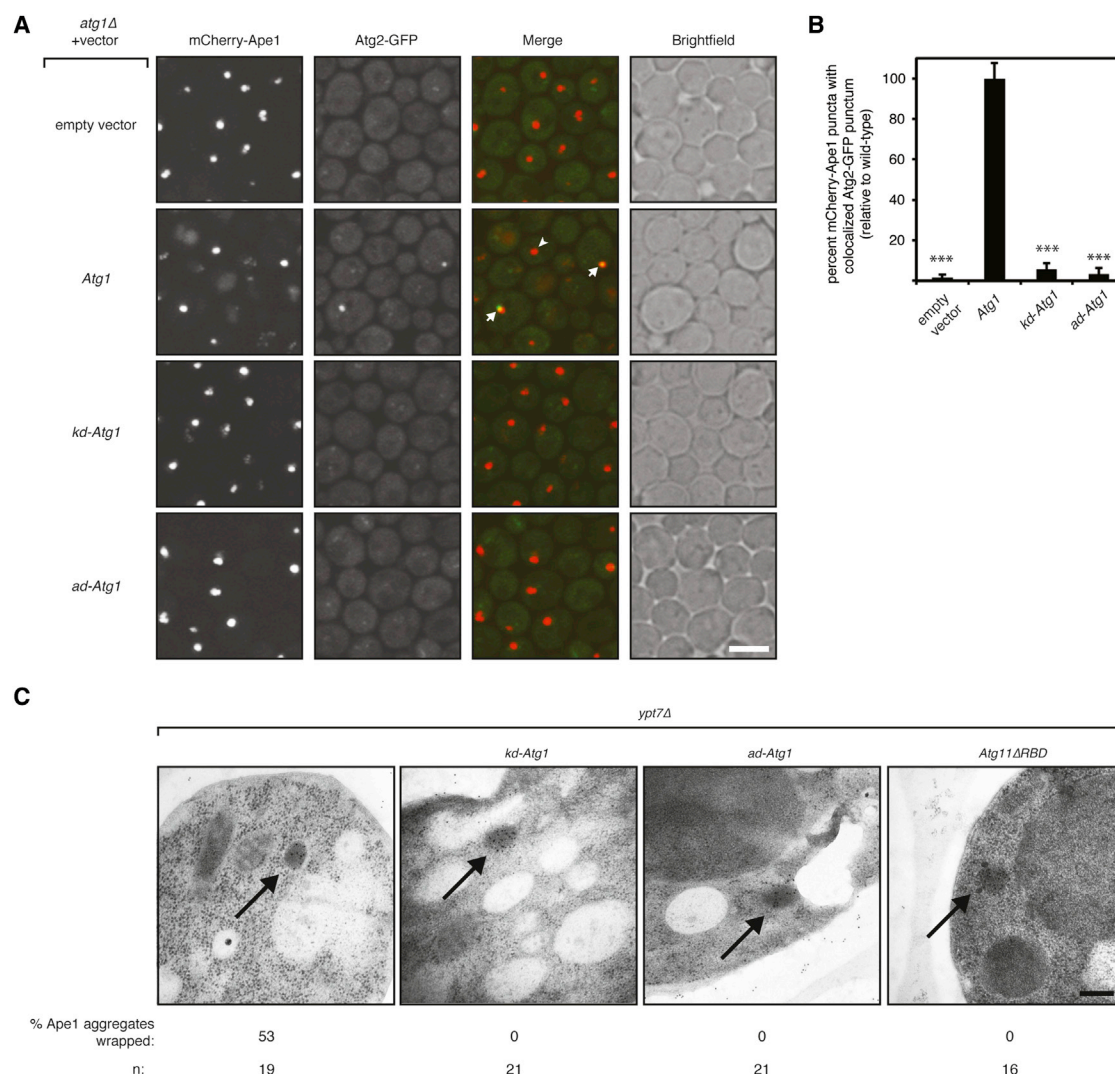 A
atg1Δ
+vector
mCherry-Ape1
Atg2-GFP
Merge
Brightfield
empty vector
Atg1
kd-Atg1
ad-Atg1
B
percent mCherry-Ape1 puncta with
colocalized Atg2-GFP punctum
(relative to wild-type)
100
80
60
40
20
***
***
***
empty
vector
Atg1
kd-Atg1
ad-Atg1
C
ypt7Δ
kd-Atg1
ad-Atg1
Atg11ΔRBD
% Ape1 aggregates
wrapped:
53
0
0
0
n:
19
21
21
16